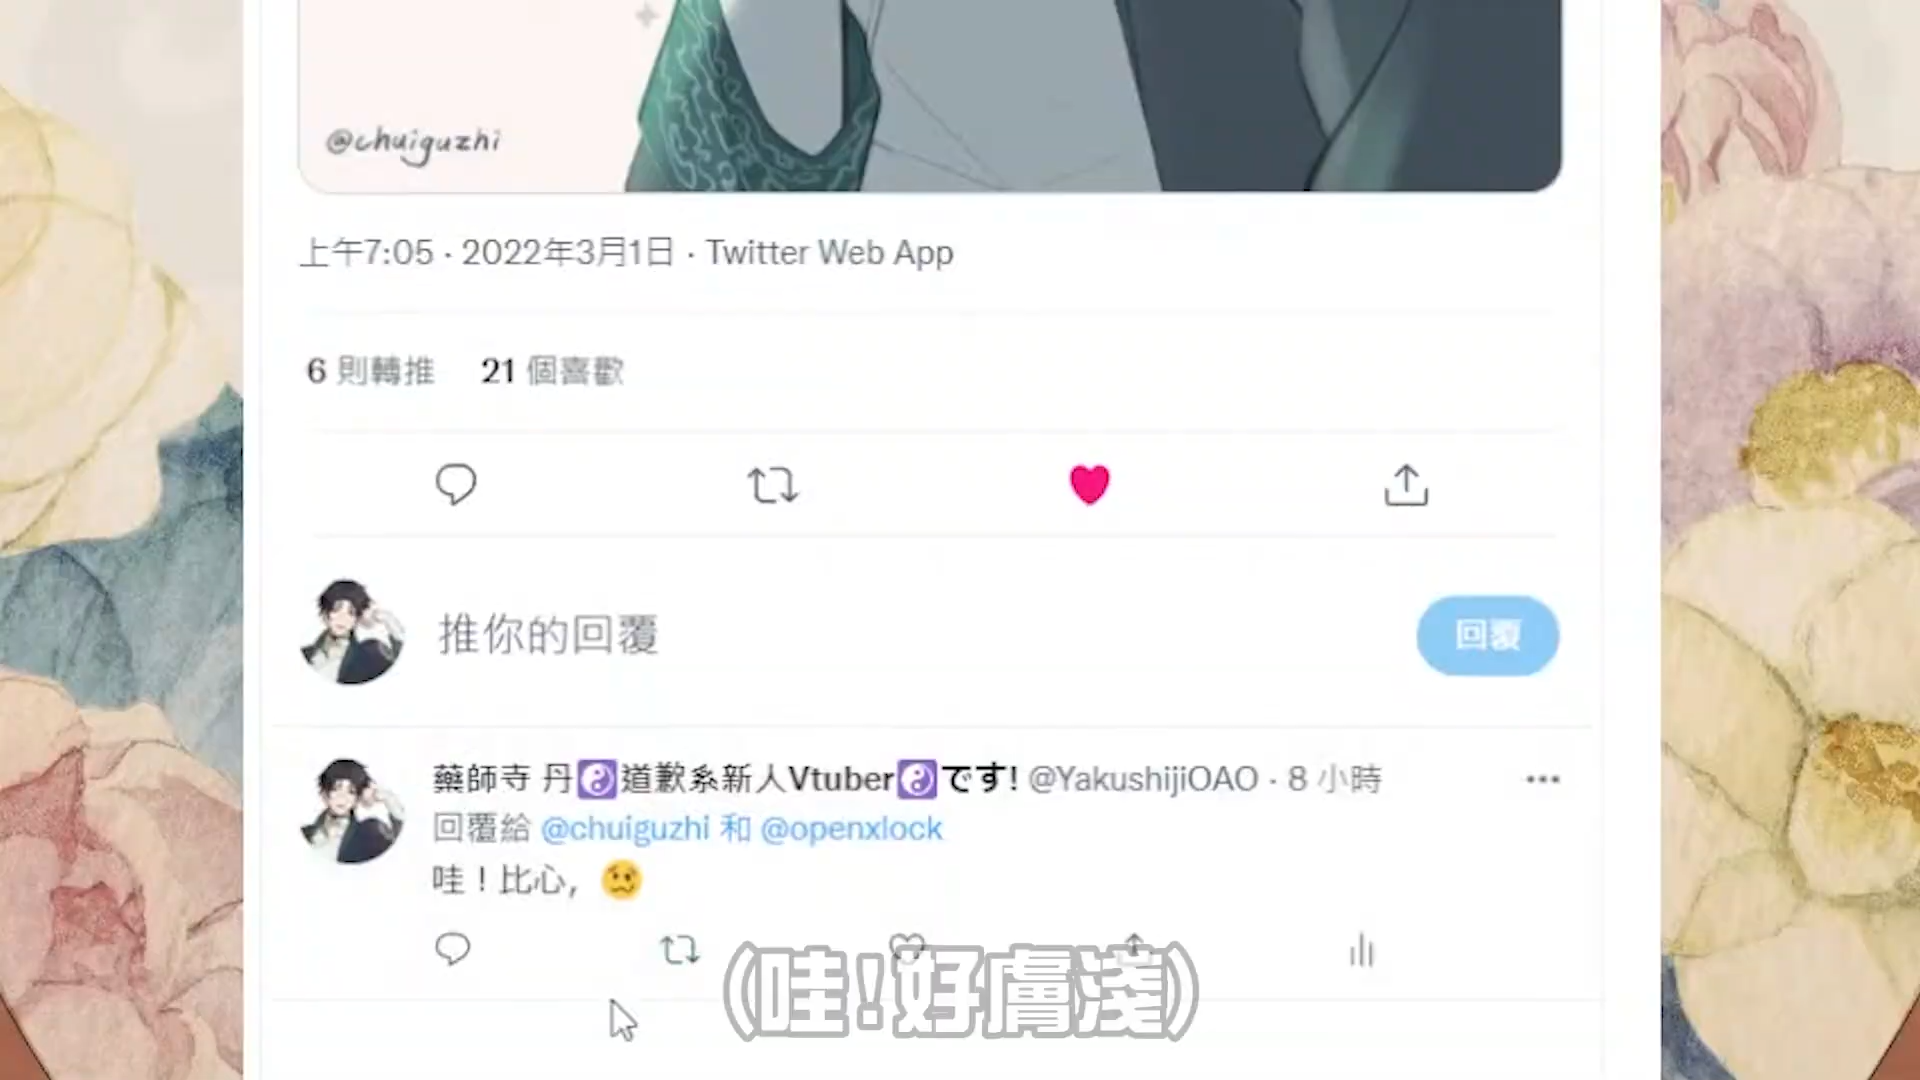 @chuiguzhi
上午7:05 · 2022年3月1日 · Twitter Web App
6 則轉推 21 個喜歡
推你的回覆
回覆
藥師寺 丹☯️道歉系新人Vtuber☯️です! @YakushijiOAO · 8 小時
回覆給 @chuiguzhi 和 @openxlock
哇！比心，🥴
(哇!好膚淺)